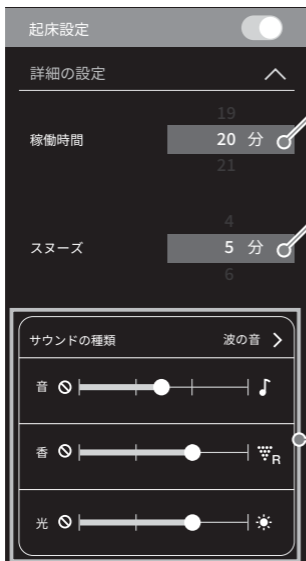 起床設定
詳細の設定
19
稼働時間 20 分
21
4
スヌーズ 5 分
6
サウンドの種類 波の音
音
香 R
光